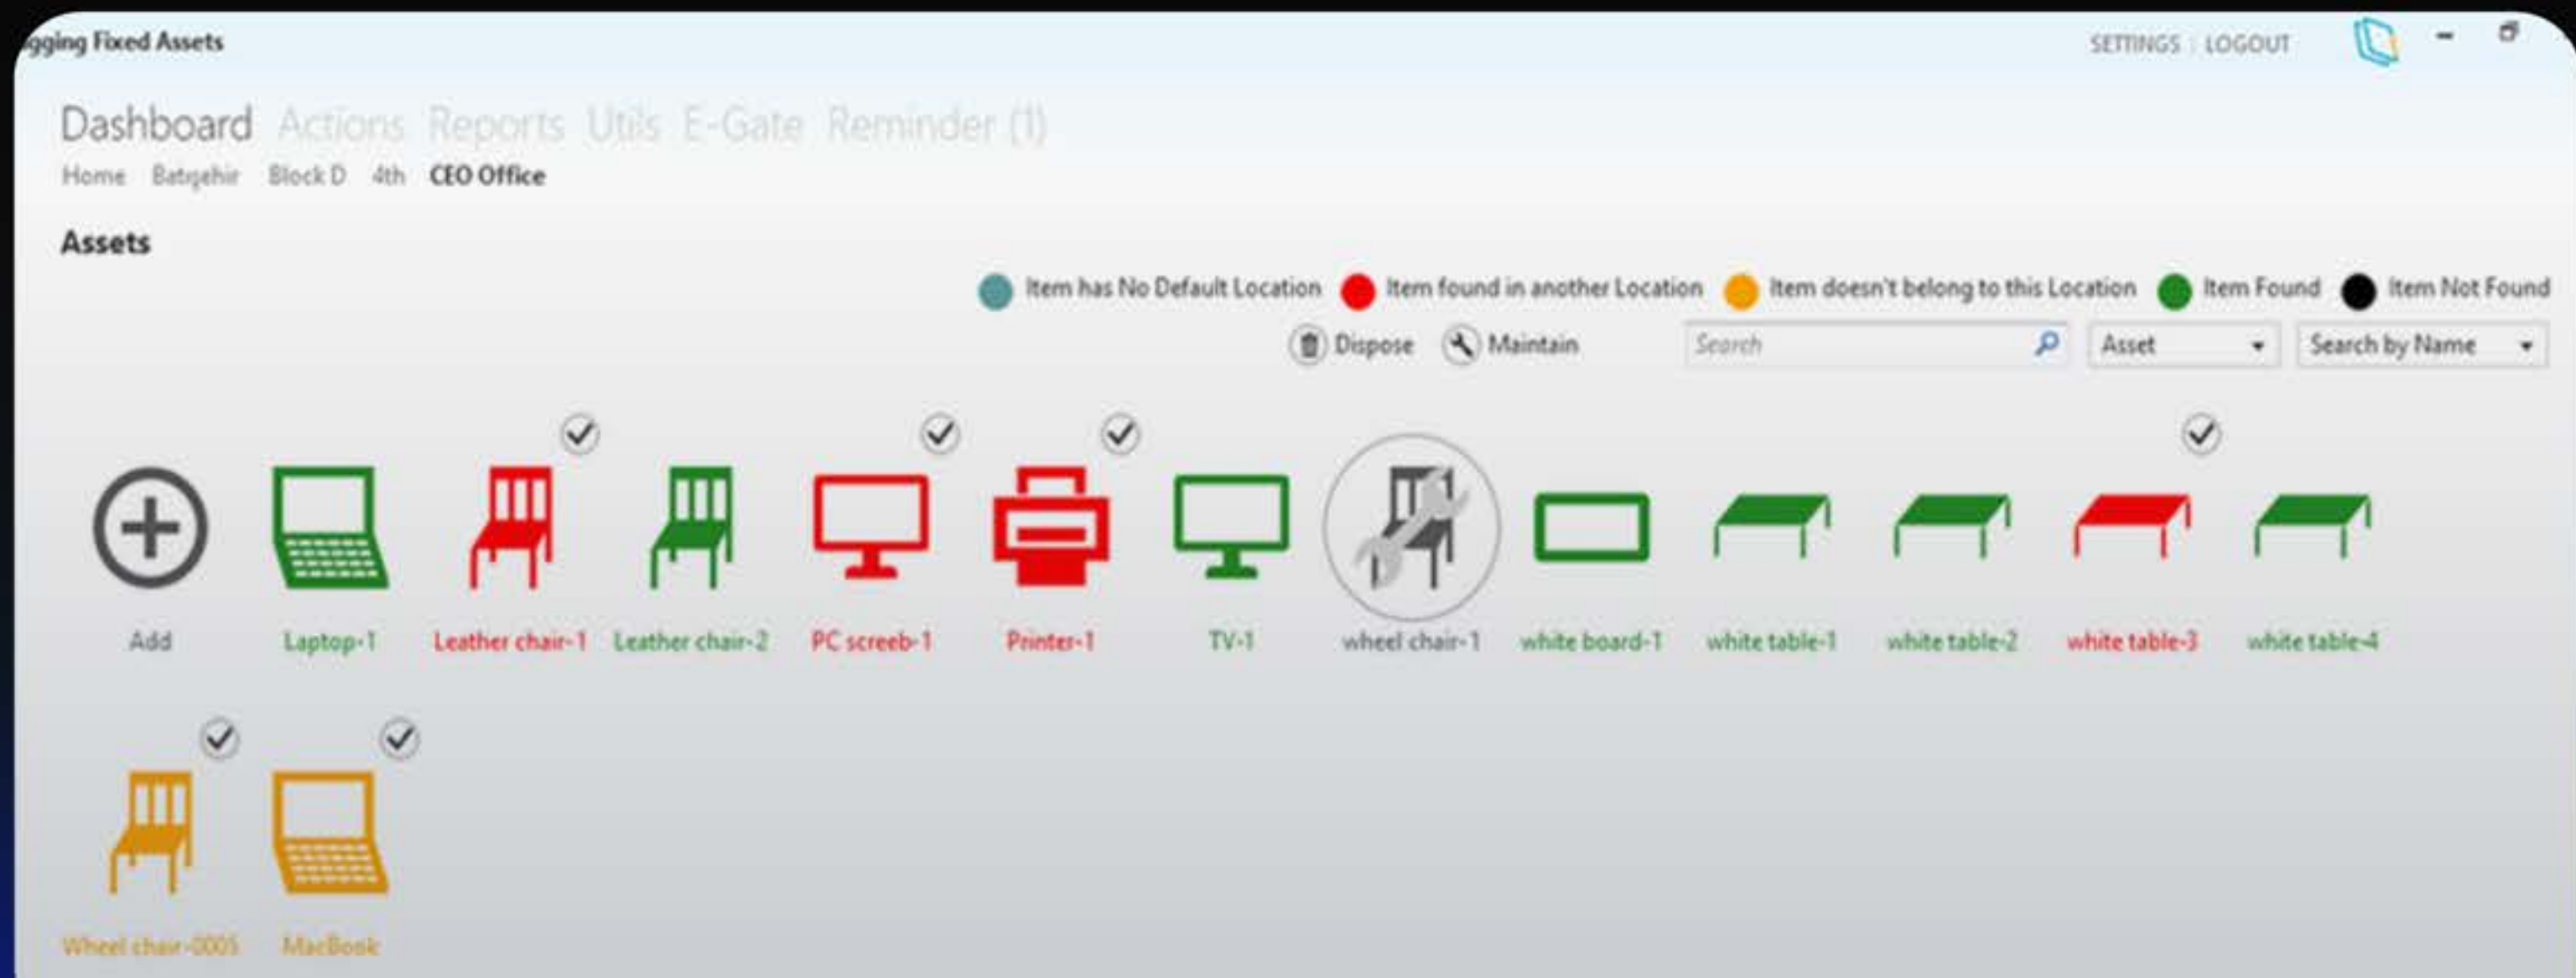 gging Fixed Assets
SETTINGS | LOGOUT
Dashboard Actions Reports Utils E-Gate Reminder (1)
Home Batışehir Block D 4th CEO Office
Assets
Item has No Default Location Item found in another Location Item doesn't belong to this Location Item Found Item Not Found
Dispose Maintain Search Asset Search by Name
Add Laptop-1 Leather chair-1 Leather chair-2 PC screeb-1 Printer-1 TV-1 wheel chair-1 white board-1 white table-1 white table-2 white table-3 white table-4
Wheel chair-0005 MacBook